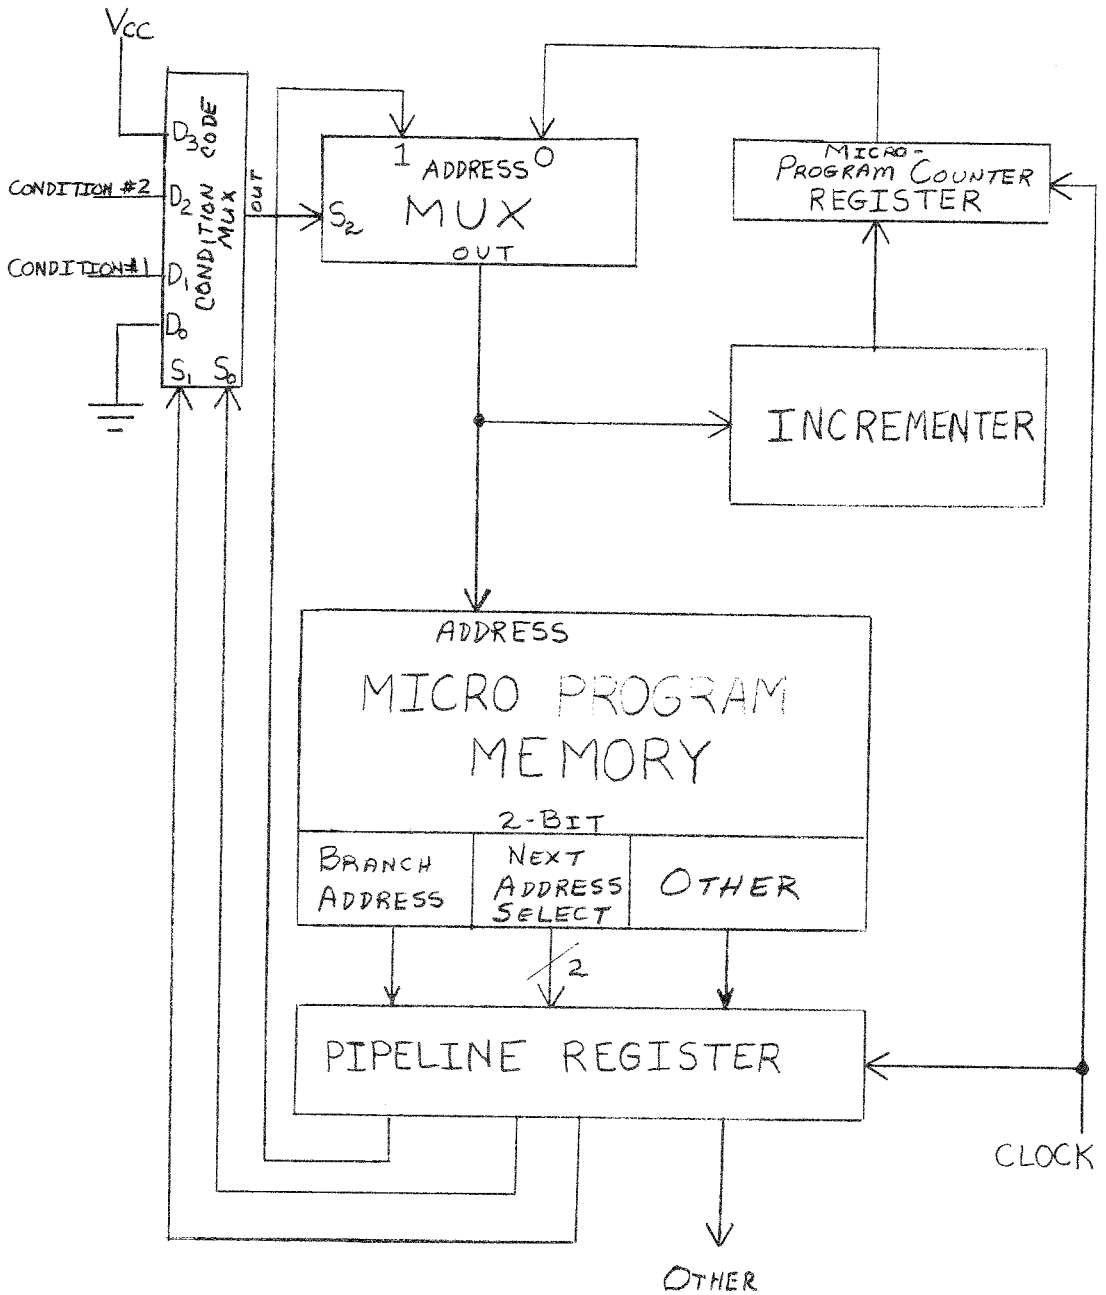 VCC
D3
CONDITION #2
D2
CONDITION#1
D1
D0
S1 S0
CONDITION CODE
MUX
OUT
1 ADDRESS 0
S2 MUX
OUT
MICRO-
PROGRAM COUNTER
REGISTER
INCREMENTER
ADDRESS
MICRO PROGRAM
MEMORY
2-BIT
BRANCH
ADDRESS
NEXT
ADDRESS
SELECT
OTHER
2
PIPELINE REGISTER
CLOCK
OTHER